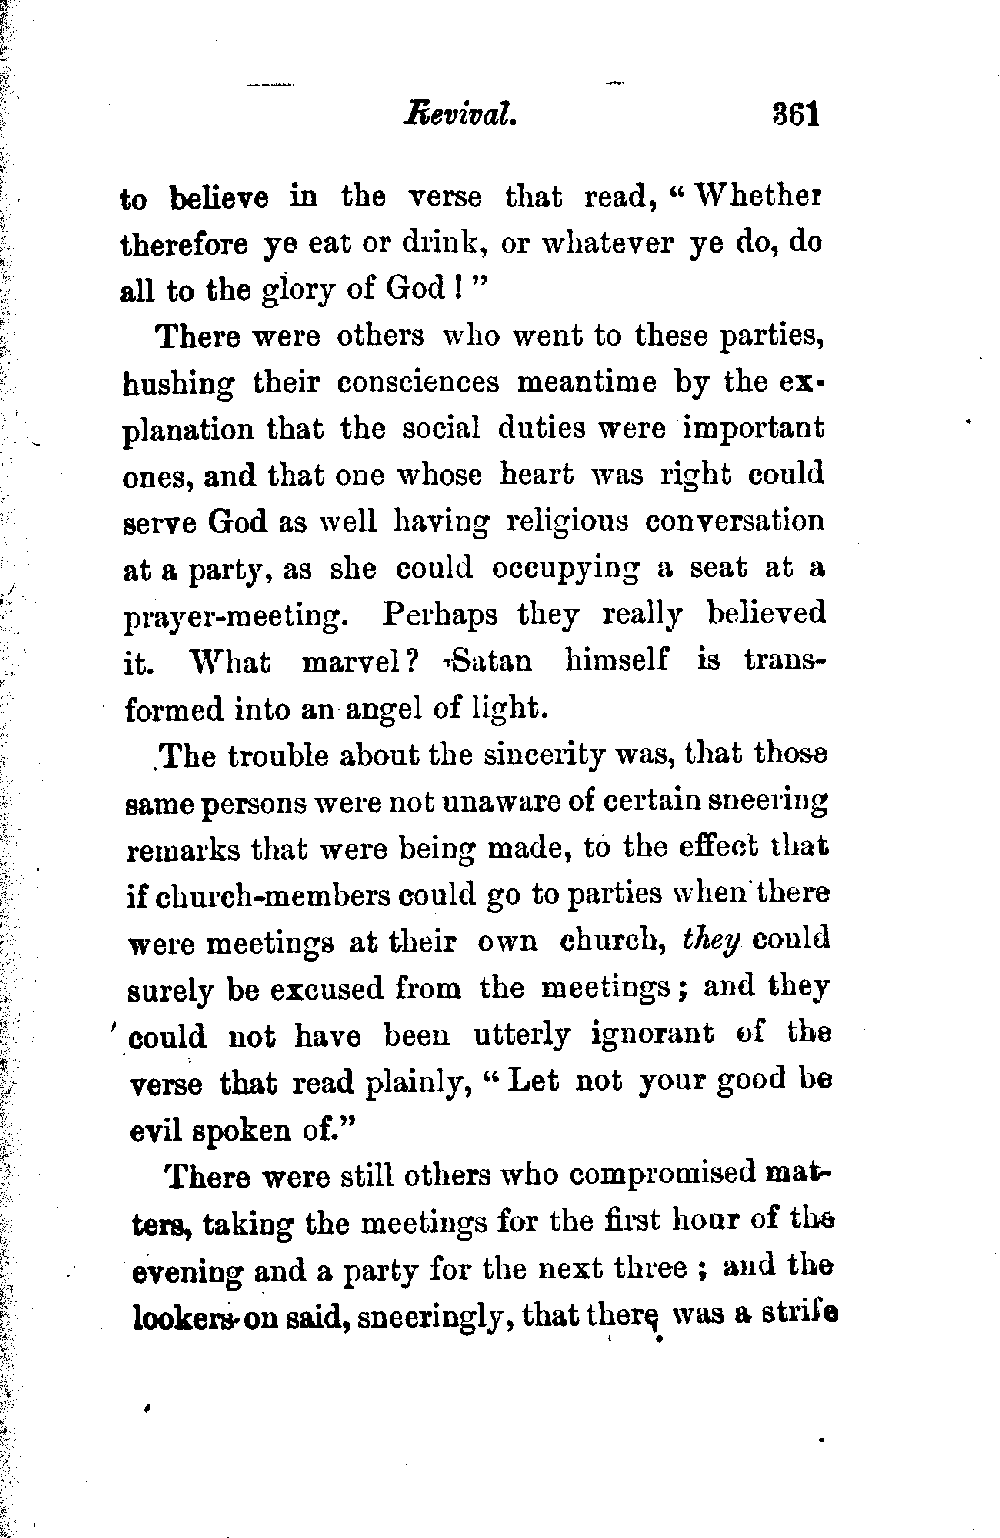 Revival. 361
to believe in the verse that read, “ Whether
therefore ye eat or drink, or whatever ye do, do
all to the glory of God ! ”
There were others who went to these parties,
hushing their consciences meantime by the ex-
planation that the social duties were important
ones, and that one whose heart was right could
serve God as well having religious conversation
at a party, as she could occupying a seat at a
prayer-meeting. Perhaps they really believed
it. What marvel? Satan himself is trans-
formed into an angel of light.
The trouble about the sincerity was, that those
same persons were not unaware of certain sneering
remarks that were being made, to the effect that
if church-members could go to parties when there
were meetings at their own church, they could
surely be excused from the meetings ; and they
could not have been utterly ignorant of the
verse that read plainly, “ Let not your good be
evil spoken of.”
There were still others who compromised mat-
ters, taking the meetings for the first hour of the
evening and a party for the next three ; and the
lookers-on said, sneeringly, that there was a strife